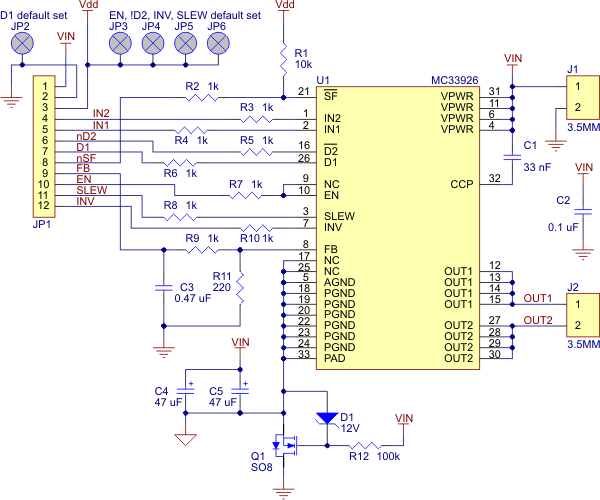 D1 default set
EN, !D2, INV, SLEW default set
Vdd
Vdd
JP2
JP3
JP4
JP5
JP6
VIN
R1
10k
U1
MC33926
VIN
J1
JP1
1
2
3
4
5
6
7
8
9
10
11
12
IN2
IN1
nD2
D1
nSF
FB
EN
SLEW
INV
R2 1k
R3 1k
R4 1k
R5 1k
R6 1k
R7 1k
R8 1k
R9 1k
R10 1k
R11
220
C3
0.47 uF
21 SF
1 IN2
2 IN1
16 D2
26 D1
9 NC
10 EN
3 SLEW
7 INV
8 FB
17 NC
25 NC
5 AGND
18 PGND
19 PGND
20 PGND
22 PGND
23 PGND
24 PGND
33 PAD
VPWR 31
VPWR 11
VPWR 6
VPWR 4
CCP 32
OUT1 12
OUT1 13
OUT1 14
OUT1 15
OUT2 27
OUT2 28
OUT2 29
OUT2 30
1
2
3.5MM
C1
33 nF
VIN
C2
0.1 uF
OUT1
OUT2
J2
1
2
3.5MM
VIN
C4
47 uF
+
C5
47 uF
+
D1
12V
VIN
Q1
SO8
R12 100k